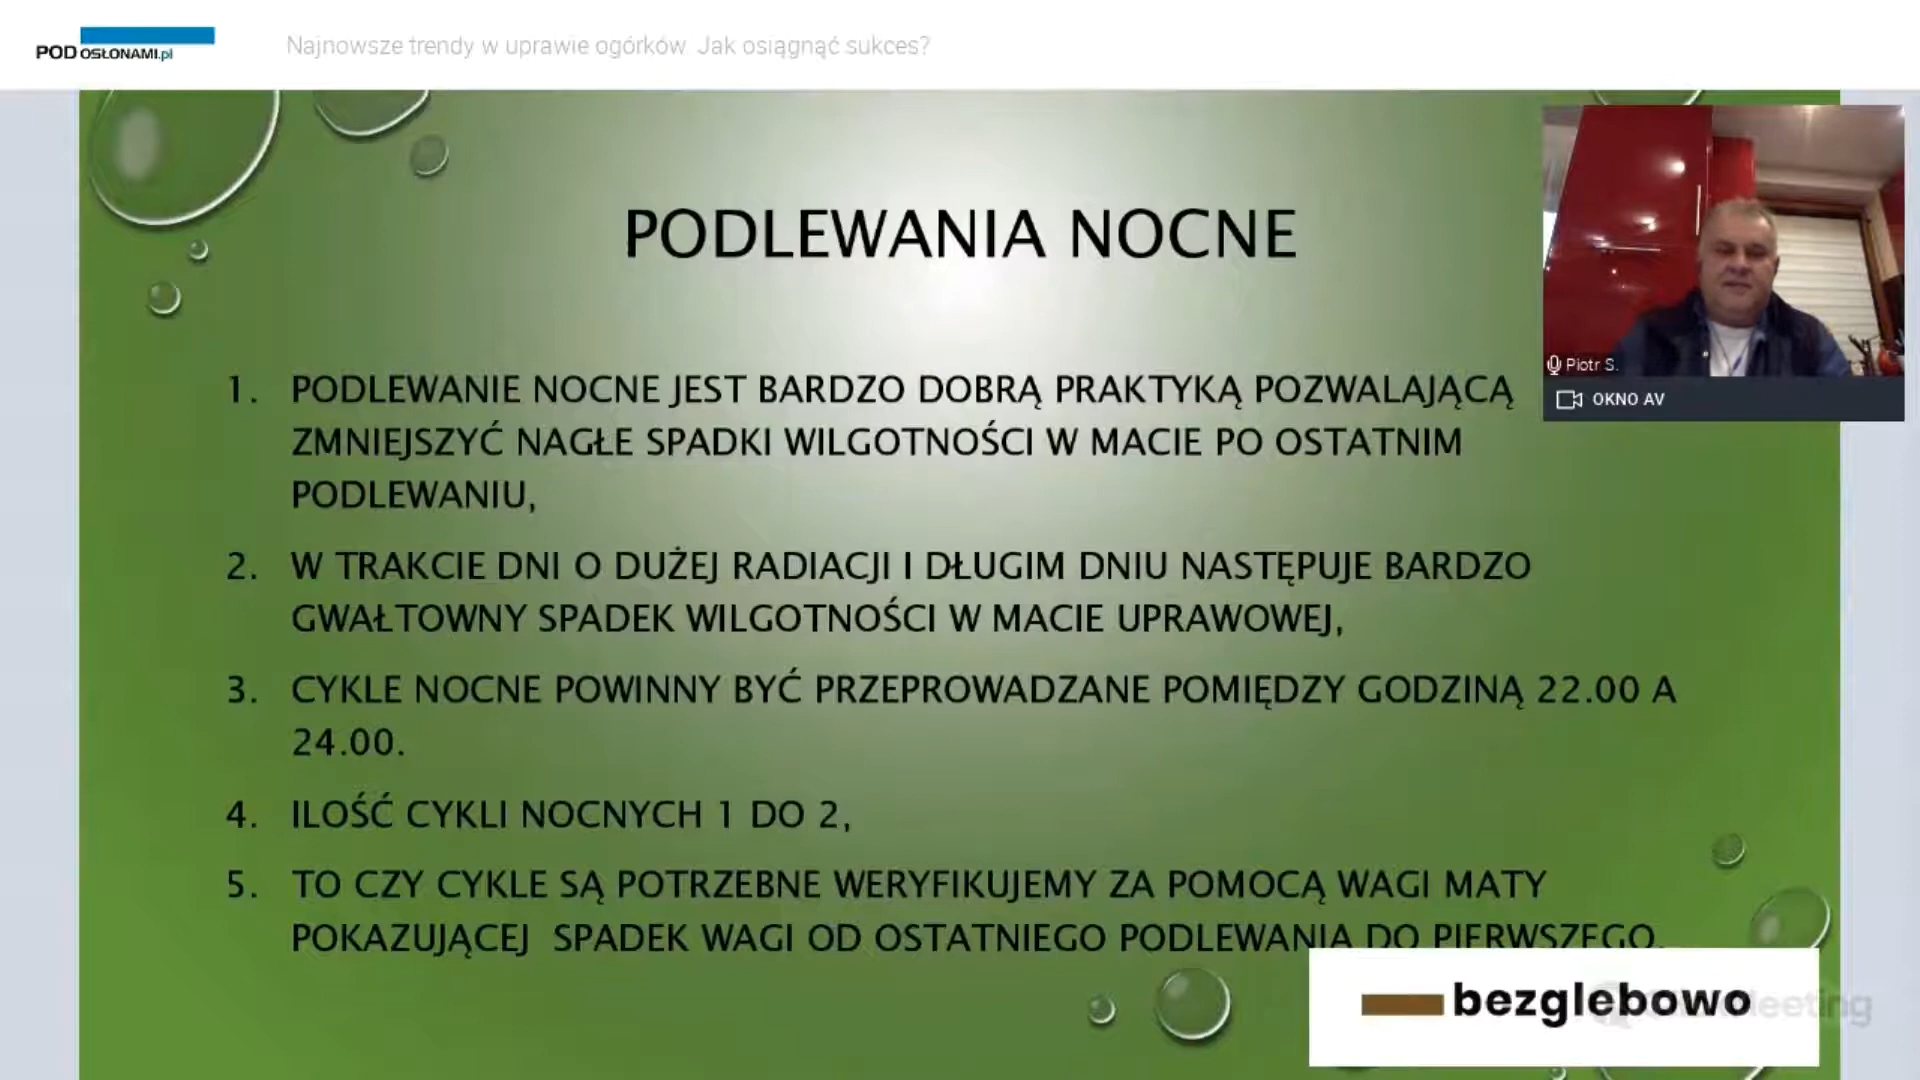 POD OSŁONAMI.pl
Najnowsze trendy w uprawie ogórków. Jak osiągnąć sukces?
PODLEWANIA NOCNE
Piotr S.
OKNO AV
1. PODLEWANIE NOCNE JEST BARDZO DOBRĄ PRAKTYKĄ POZWALAJĄCĄ
ZMNIEJSZYĆ NAGŁE SPADKI WILGOTNOŚCI W MACIE PO OSTATNIM
PODLEWANIU,
2. W TRAKCIE DNI O DUŻEJ RADIACJI I DŁUGIM DNIU NASTĘPUJE BARDZO
GWAŁTOWNY SPADEK WILGOTNOŚCI W MACIE UPRAWOWEJ,
3. CYKLE NOCNE POWINNY BYĆ PRZEPROWADZANE POMIĘDZY GODZINĄ 22.00 A
24.00.
4. ILOŚĆ CYKLI NOCNYCH 1 DO 2,
5. TO CZY CYKLE SĄ POTRZEBNE WERYFIKUJEMY ZA POMOCĄ WAGI MATY
POKAZUJĄCEJ SPADEK WAGI OD OSTATNIEGO PODLEWANIA DO PIERWSZEGO.
bezglebowo